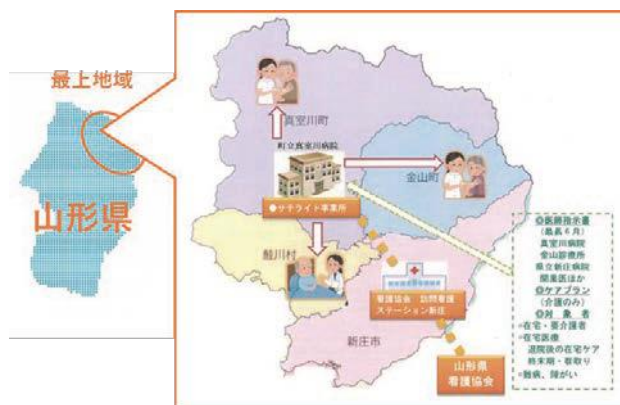 最上地域
山形県
真室川町
町立真室川病院
●サテライト事業所
金山町
鮭川村
看護協会　訪問看護
ステーション新庄
新庄市
山形県
看護協会
◎医師指示書
(最長６月)
真室川病院
金山診療所
県立新庄病院
開業医ほか
◎ケアプラン
(介護のみ)
◎対　象　者
○在宅・要介護者
○在宅医療
退院後の在宅ケア
終末期・看取り
○難病、障がい